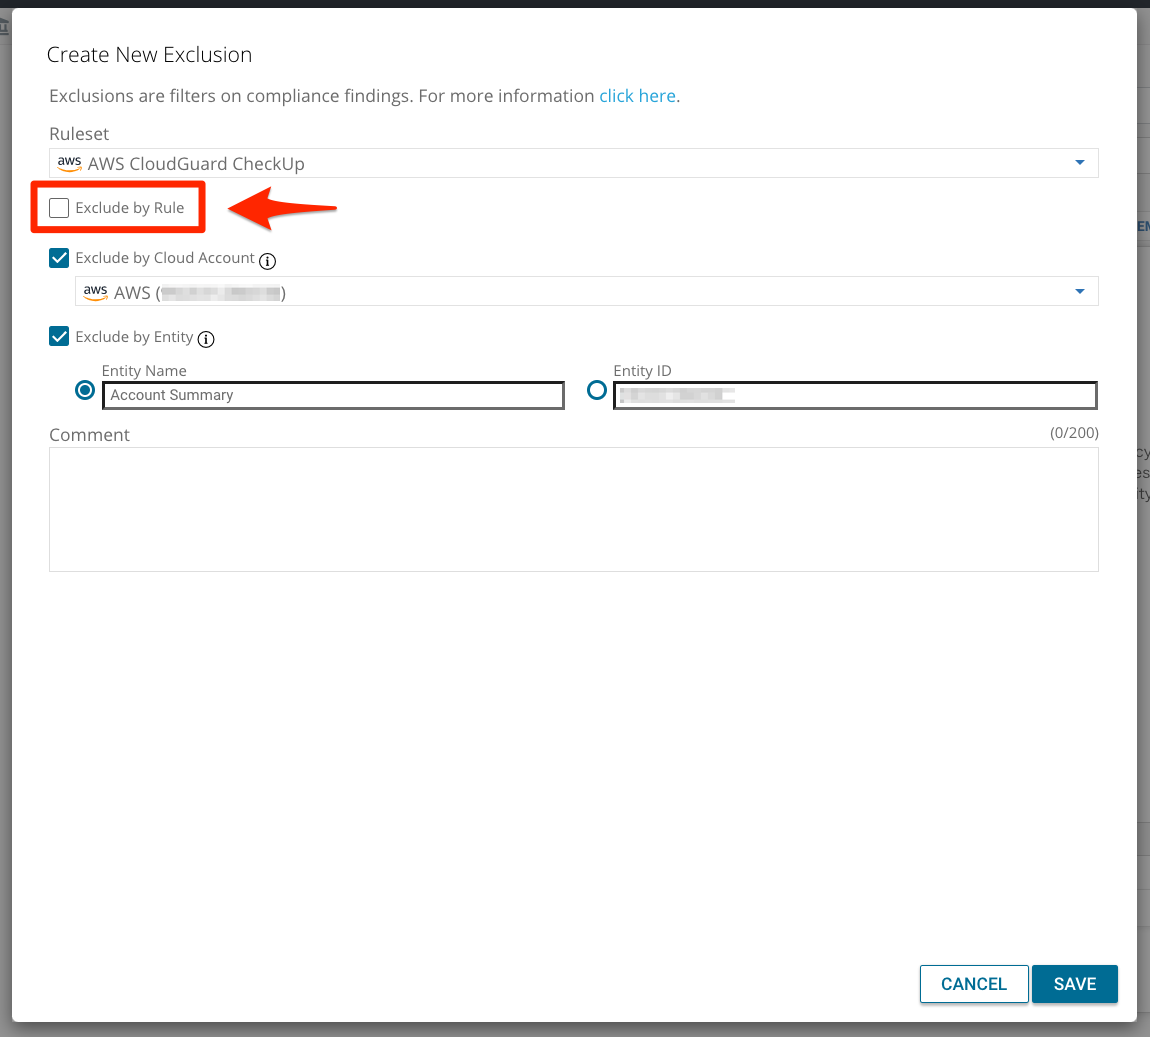 Create New Exclusion
Exclusions are filters on compliance findings. For more information click here.
Ruleset
aws AWS CloudGuard CheckUp
Exclude by Rule
Exclude by Cloud Account i
aws AWS ( )
Exclude by Entity i
Entity Name Entity ID
Account Summary
Comment (0/200)
CANCEL SAVE